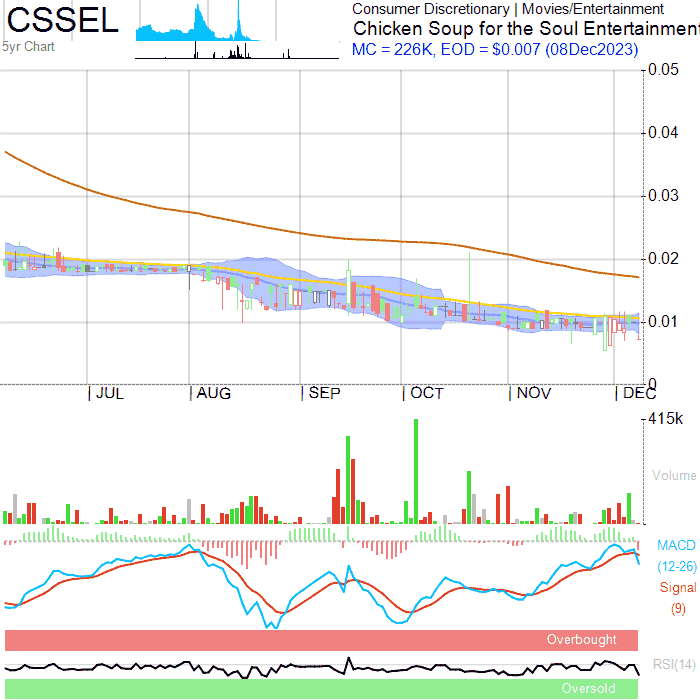 CSSEL
5yr Chart
Consumer Discretionary | Movies/Entertainment
Chicken Soup for the Soul Entertainment
MC = 226K, EOD = $0.007 (08Dec2023)
0.05
0.04
0.03
0.02
0.01
0
JUL
AUG
SEP
OCT
NOV
DEC
415k
Volume
MACD
(12-26)
Signal
(9)
Overbought
RSI(14)
Oversold